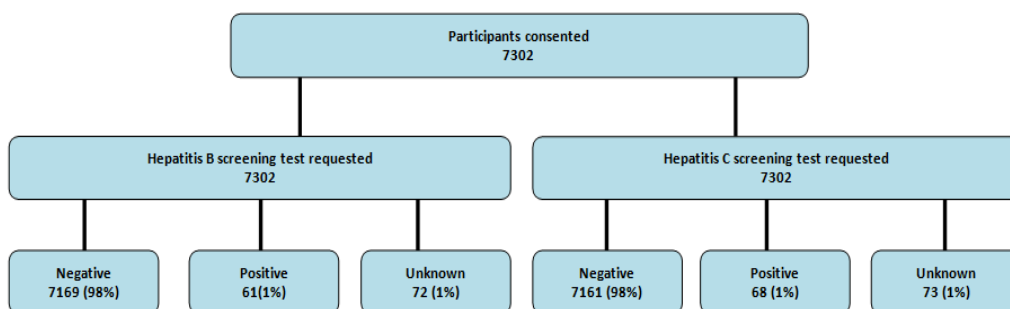 Participants consented
7302
Hepatitis B screening test requested
7302
Hepatitis C screening test requested
7302
Negative
7169 (98%)
Positive
61(1%)
Unknown
72 (1%)
Negative
7161 (98%)
Positive
68 (1%)
Unknown
73 (1%)